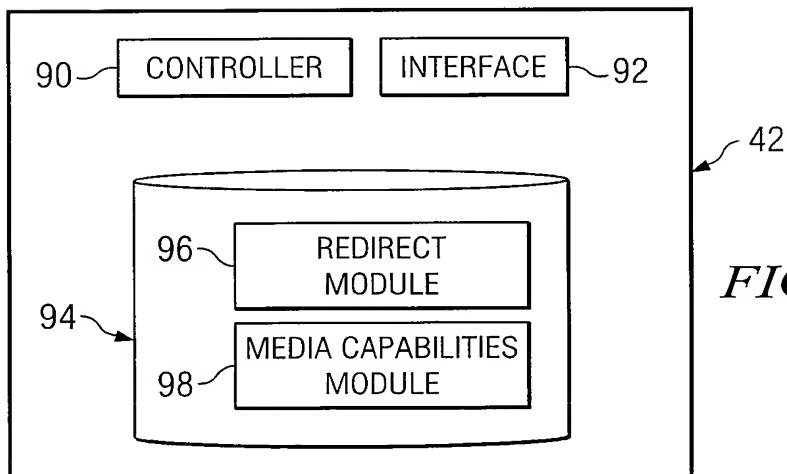 90 CONTROLLER INTERFACE 92
42
96 REDIRECT
MODULE
94
98 MEDIA CAPABILITIES
MODULE